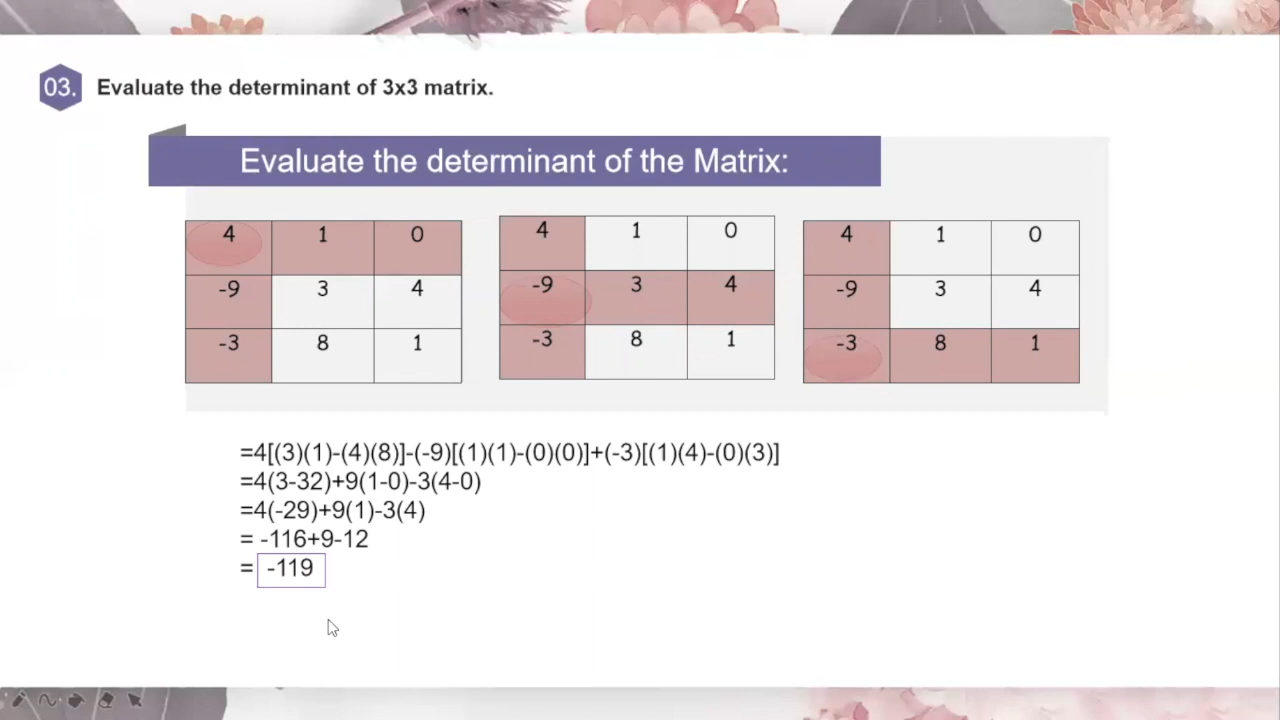 03. Evaluate the determinant of 3x3 matrix.
Evaluate the determinant of the Matrix:
4 1 0
-9 3 4
-3 8 1
4 1 0
-9 3 4
-3 8 1
4 1 0
-9 3 4
-3 8 1
=4[(3)(1)-(4)(8)]-(-9)[(1)(1)-(0)(0)]+(-3)[(1)(4)-(0)(3)]
=4(3-32)+9(1-0)-3(4-0)
=4(-29)+9(1)-3(4)
= -116+9-12
= -119